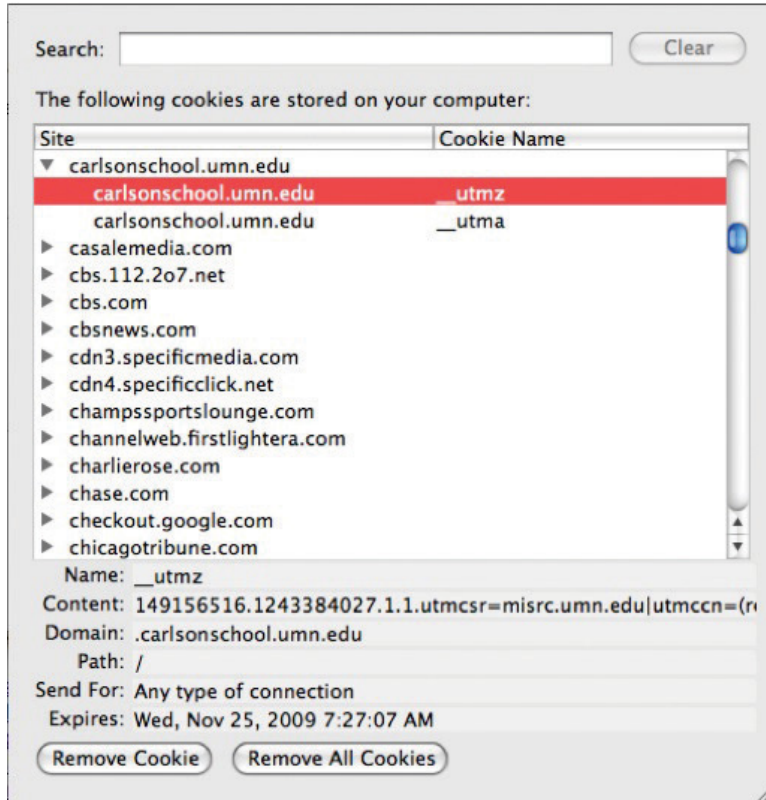 Search: Clear
The following cookies are stored on your computer:
Site Cookie Name
carlsonschool.umn.edu
carlsonschool.umn.edu __utmz
carlsonschool.umn.edu __utma
casalemedia.com
cbs.112.2o7.net
cbs.com
cbsnews.com
cdn3.specificmedia.com
cdn4.specificclick.net
champssportslounge.com
channelweb.firstlightera.com
charlierose.com
chase.com
checkout.google.com
chicagotribune.com
Name: __utmz
Content: 149156516.1243384027.1.1.utmcsr=misrc.umn.edu|utmccn=(re
Domain: .carlsonschool.umn.edu
Path: /
Send For: Any type of connection
Expires: Wed, Nov 25, 2009 7:27:07 AM
Remove Cookie Remove All Cookies